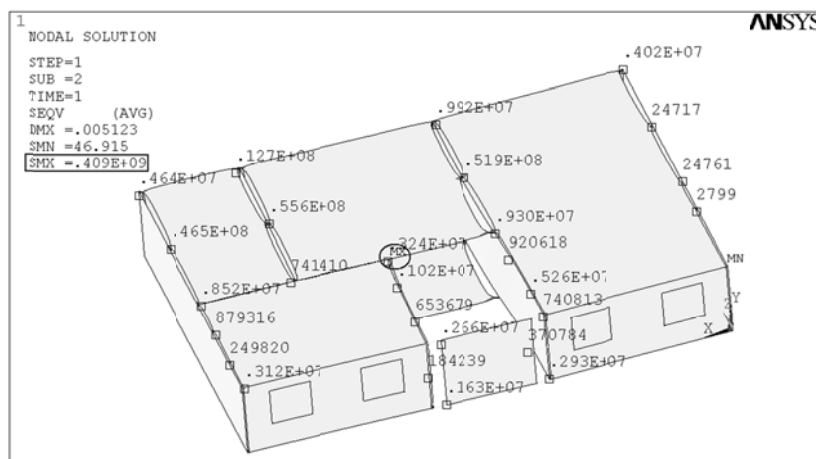 1
ANSYS
NODAL SOLUTION
STEP=1
SUB =2
TIME=1
SEQV (AVG)
DMX =.005123
SMN =46.915
SMX =.409E+09
.402E+07
24717
24761
2799
MN
.992E+07
.519E+08
.930E+07
920618
.526E+07
740813
370784
.293E+07
.127E+08
.556E+08
741410
.464E+07
.465E+08
.852E+07
879316
249820
.312E+07
MX
.324E+07
.102E+07
653679
.266E+07
184239
.163E+07
Y
X